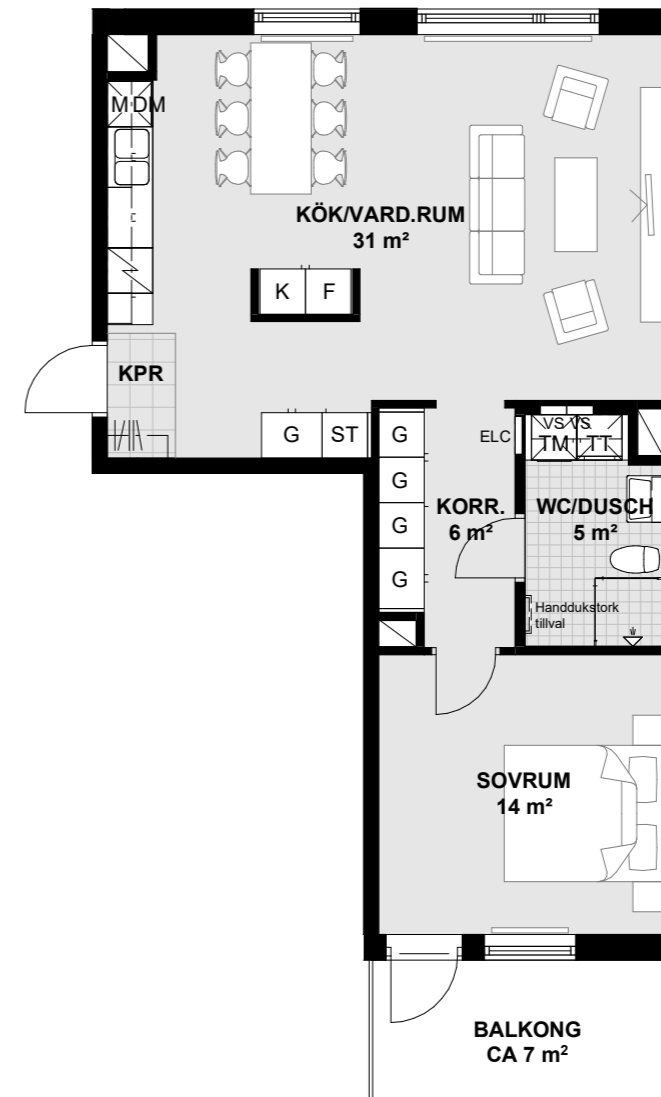 M DM
KÖK/VARD.RUM
31 m²
K F
KPR
G ST G
ELC
VS VS
TM TT
G
KORR.
6 m²
WC/DUSCH
5 m²
G
G
Handdukstork
tillval
SOVRUM
14 m²
BALKONG
CA 7 m²